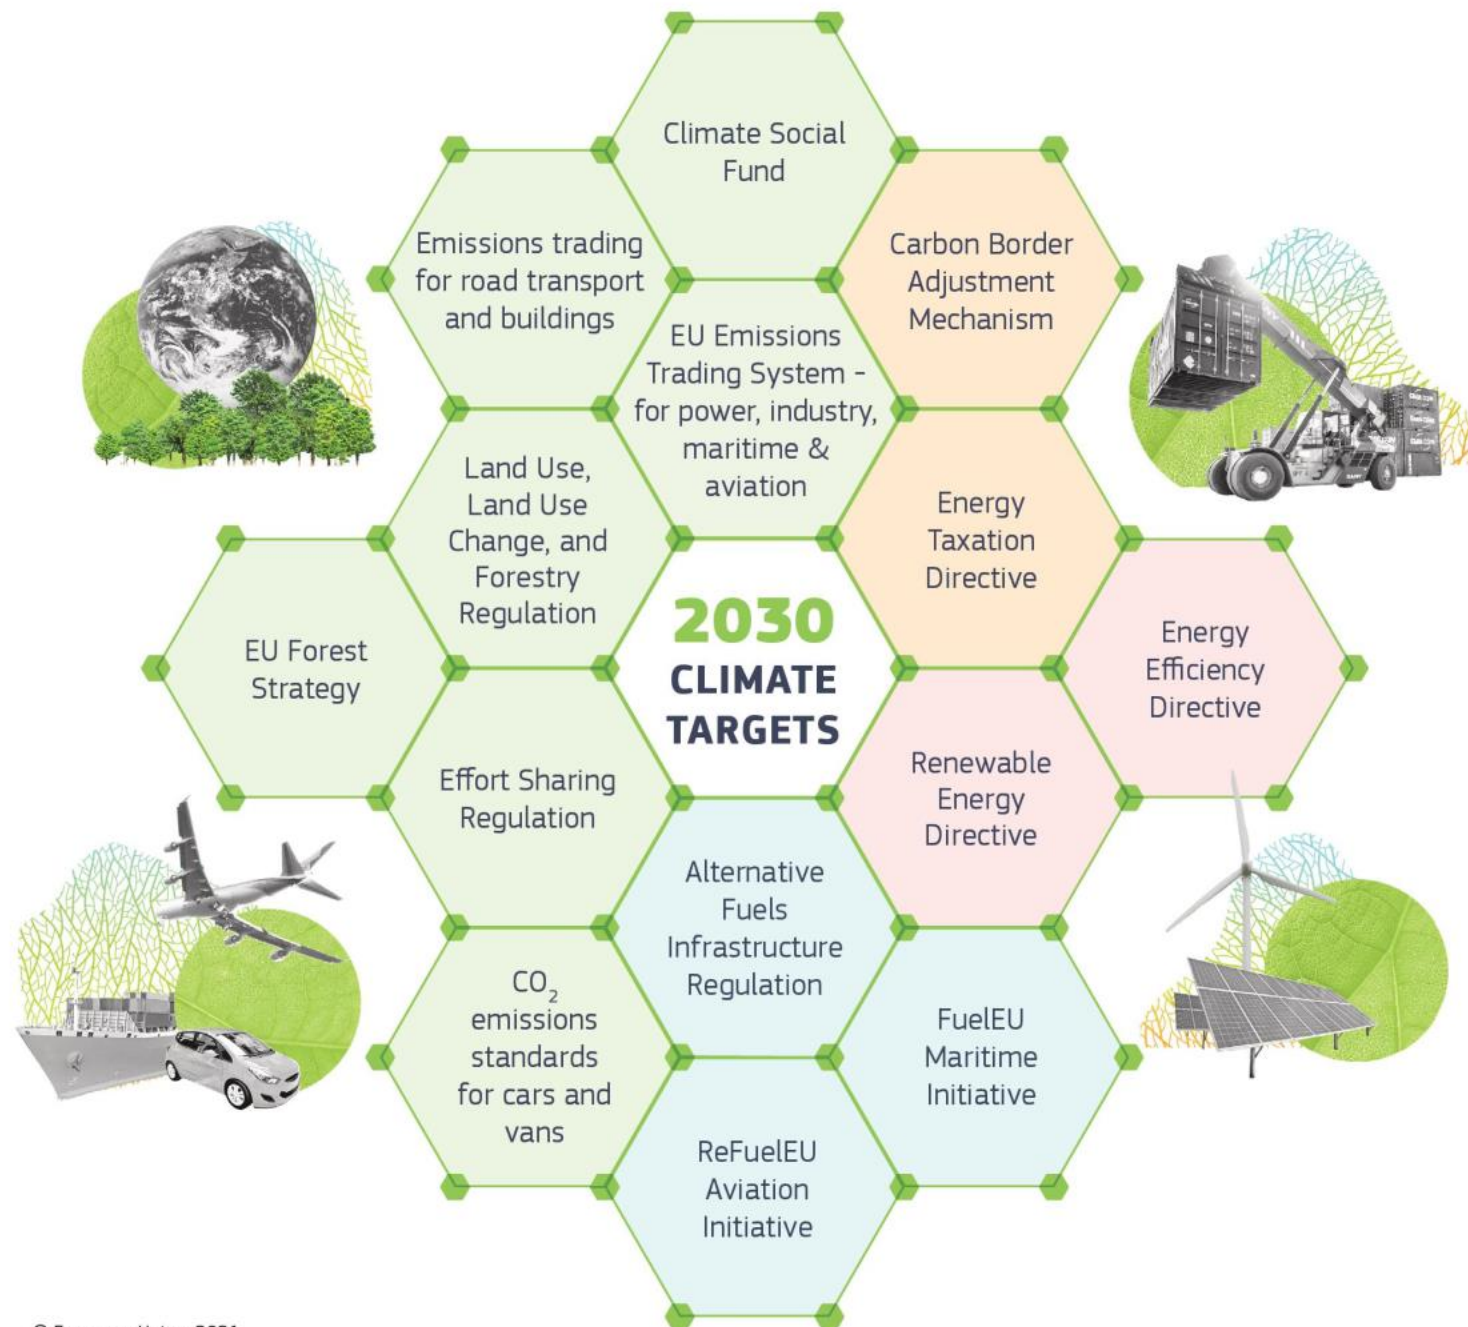 Climate Social
Fund
Emissions trading
for road transport
and buildings
Carbon Border
Adjustment
Mechanism
EU Emissions
Trading System -
for power, industry,
maritime &
aviation
Land Use,
Land Use
Change, and
Forestry
Regulation
Energy
Taxation
Directive
EU Forest
Strategy
2030
CLIMATE
TARGETS
Energy
Efficiency
Directive
Effort Sharing
Regulation
Renewable
Energy
Directive
Alternative
Fuels
Infrastructure
Regulation
CO₂
emissions
standards
for cars and
vans
FuelEU
Maritime
Initiative
ReFuelEU
Aviation
Initiative